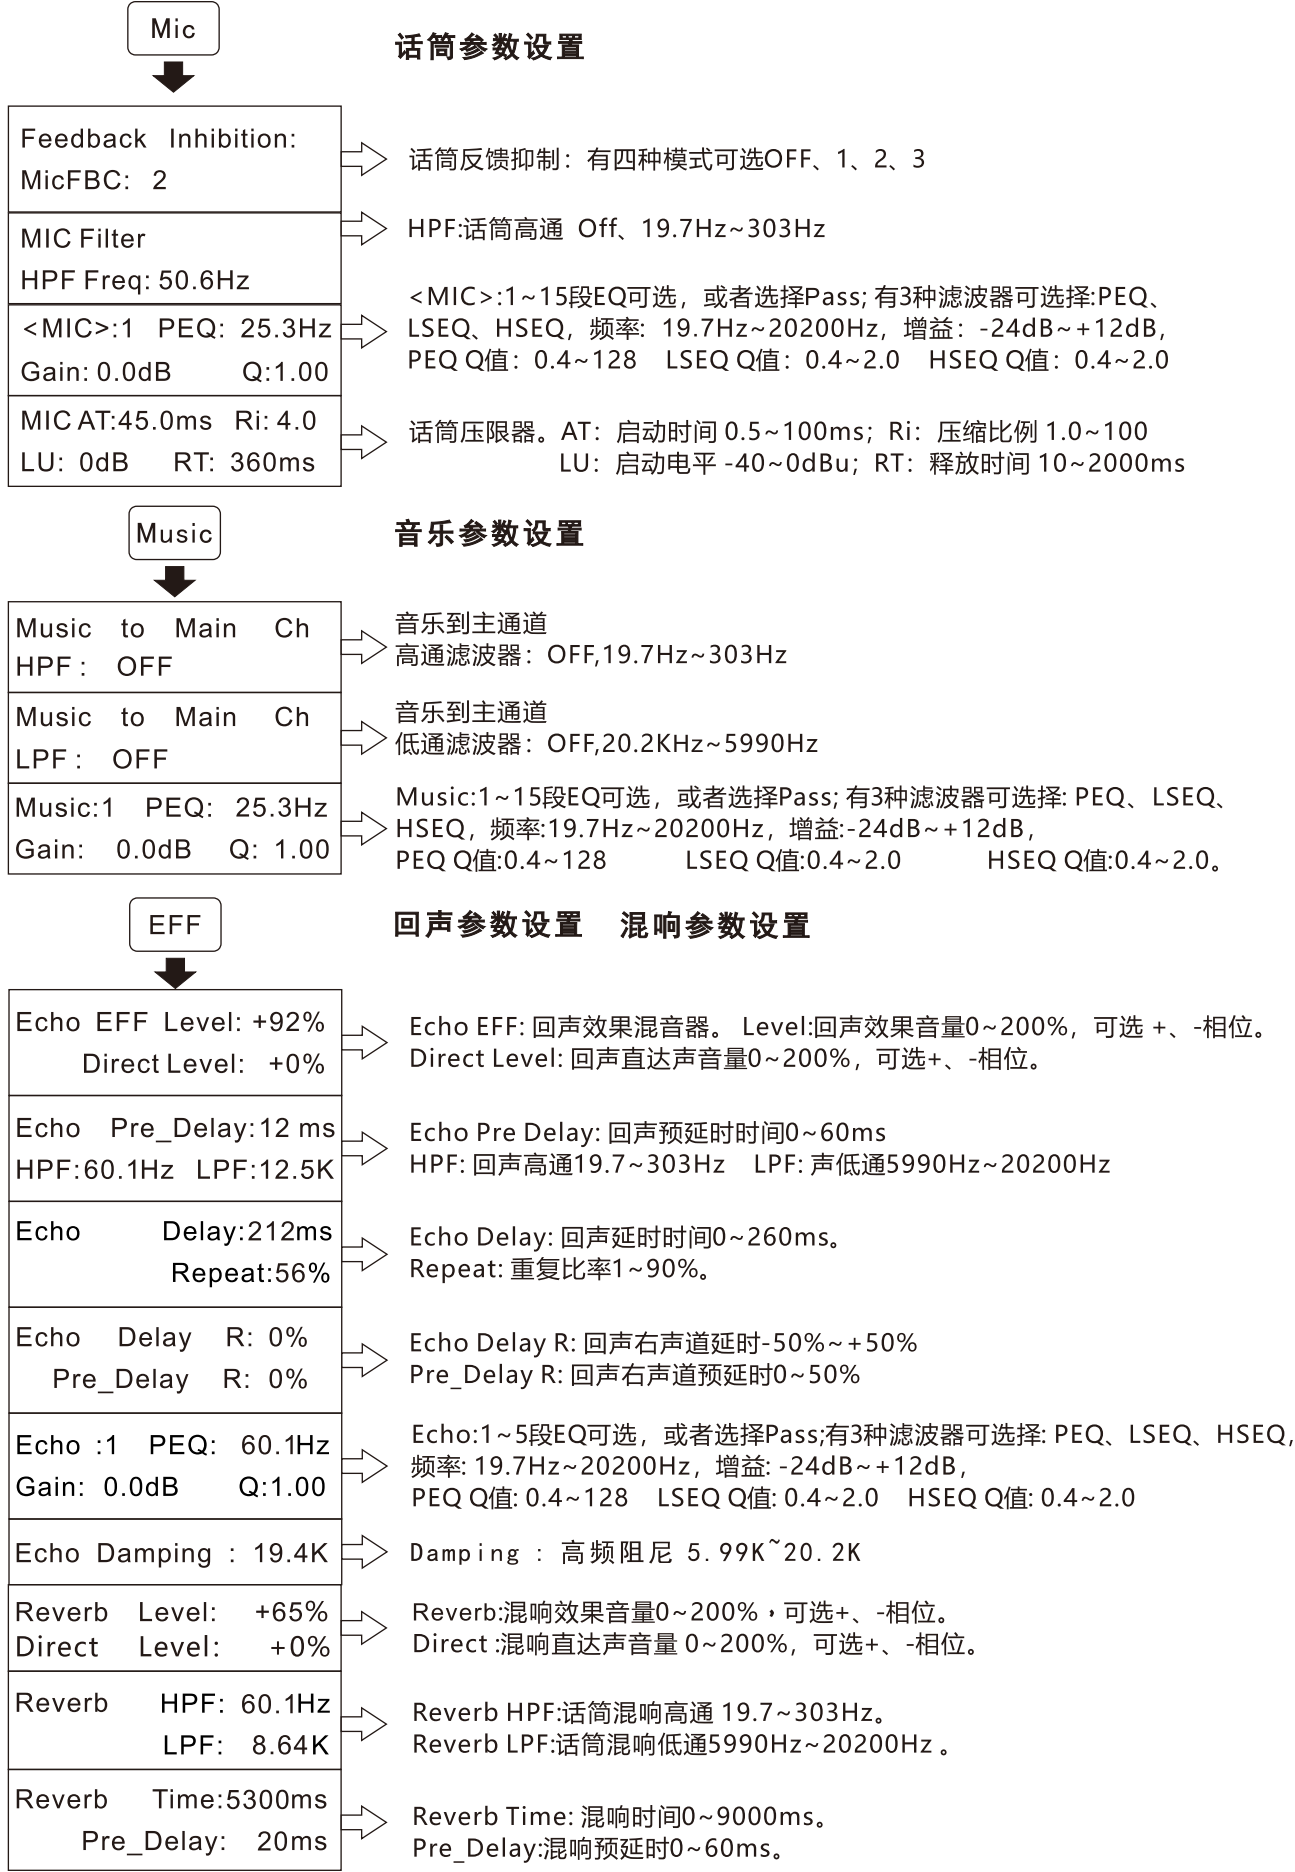 Mic
话筒参数设置
Feedback Inhibition:
MicFBC: 2
话筒反馈抑制：有四种模式可选OFF、1、2、3
MIC Filter
HPF Freq: 50.6Hz
HPF:话筒高通 Off、19.7Hz~303Hz
<MIC>:1 PEQ: 25.3Hz
Gain: 0.0dB Q:1.00
<MIC>:1~15段EQ可选，或者选择Pass; 有3种滤波器可选择:PEQ、
LSEQ、HSEQ，频率: 19.7Hz~20200Hz，增益：-24dB~+12dB，
PEQ Q值：0.4~128 LSEQ Q值：0.4~2.0 HSEQ Q值：0.4~2.0
MIC AT:45.0ms Ri: 4.0
LU: 0dB RT: 360ms
话筒压限器。AT：启动时间 0.5~100ms；Ri：压缩比例 1.0~100
LU：启动电平 -40~0dBu；RT：释放时间 10~2000ms
Music
音乐参数设置
Music to Main Ch
HPF : OFF
音乐到主通道
高通滤波器：OFF,19.7Hz~303Hz
Music to Main Ch
LPF : OFF
音乐到主通道
低通滤波器：OFF,20.2KHz~5990Hz
Music:1 PEQ: 25.3Hz
Gain: 0.0dB Q: 1.00
Music:1~15段EQ可选，或者选择Pass; 有3种滤波器可选择: PEQ、LSEQ、
HSEQ，频率:19.7Hz~20200Hz，增益:-24dB~+12dB，
PEQ Q值:0.4~128 LSEQ Q值:0.4~2.0 HSEQ Q值:0.4~2.0。
EFF
回声参数设置 混响参数设置
Echo EFF Level: +92%
Direct Level: +0%
Echo EFF: 回声效果混音器。 Level:回声效果音量0~200%，可选 +、-相位。
Direct Level: 回声直达声音量0~200%，可选+、-相位。
Echo Pre_Delay:12 ms
HPF:60.1Hz LPF:12.5K
Echo Pre Delay: 回声预延时时间0~60ms
HPF: 回声高通19.7~303Hz LPF: 声低通5990Hz~20200Hz
Echo Delay:212ms
Repeat:56%
Echo Delay: 回声延时时间0~260ms。
Repeat: 重复比率1~90%。
Echo Delay R: 0%
Pre_Delay R: 0%
Echo Delay R: 回声右声道延时-50%~+50%
Pre_Delay R: 回声右声道预延时0~50%
Echo :1 PEQ: 60.1Hz
Gain: 0.0dB Q:1.00
Echo:1~5段EQ可选，或者选择Pass;有3种滤波器可选择: PEQ、LSEQ、HSEQ，
频率: 19.7Hz~20200Hz，增益: -24dB~+12dB，
PEQ Q值: 0.4~128 LSEQ Q值: 0.4~2.0 HSEQ Q值: 0.4~2.0
Echo Damping : 19.4K
Damping : 高频阻尼 5.99K~20.2K
Reverb Level: +65%
Direct Level: +0%
Reverb:混响效果音量0~200%，可选+、-相位。
Direct :混响直达声音量 0~200%，可选+、-相位。
Reverb HPF: 60.1Hz
LPF: 8.64K
Reverb HPF:话筒混响高通 19.7~303Hz。
Reverb LPF:话筒混响低通5990Hz~20200Hz 。
Reverb Time:5300ms
Pre_Delay: 20ms
Reverb Time: 混响时间0~9000ms。
Pre_Delay:混响预延时0~60ms。